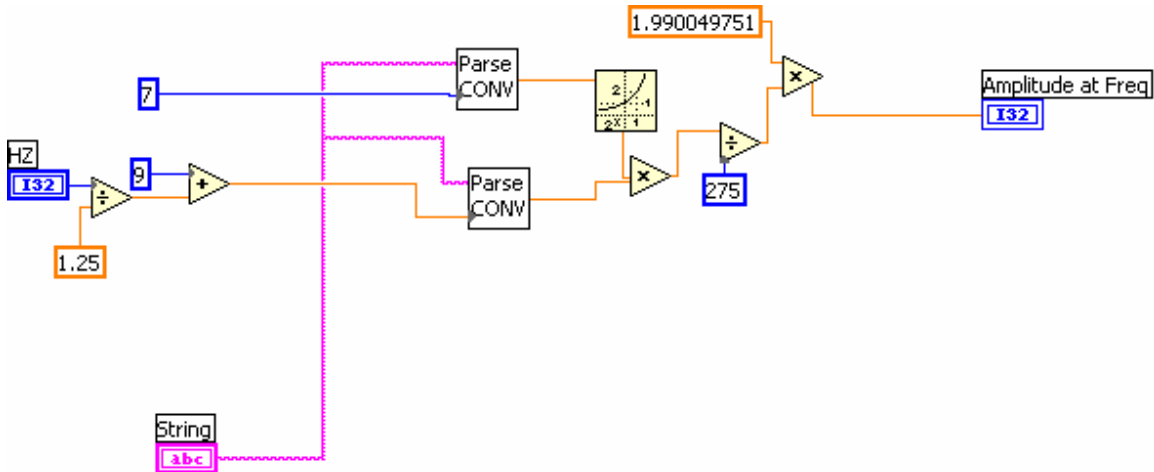 1.990049751
Parse
CONV
7
2
-1
2x 1
×
Amplitude at Freq
I32
HZ
I32
÷
9
+
Parse
CONV
×
÷
275
1.25
String
abc